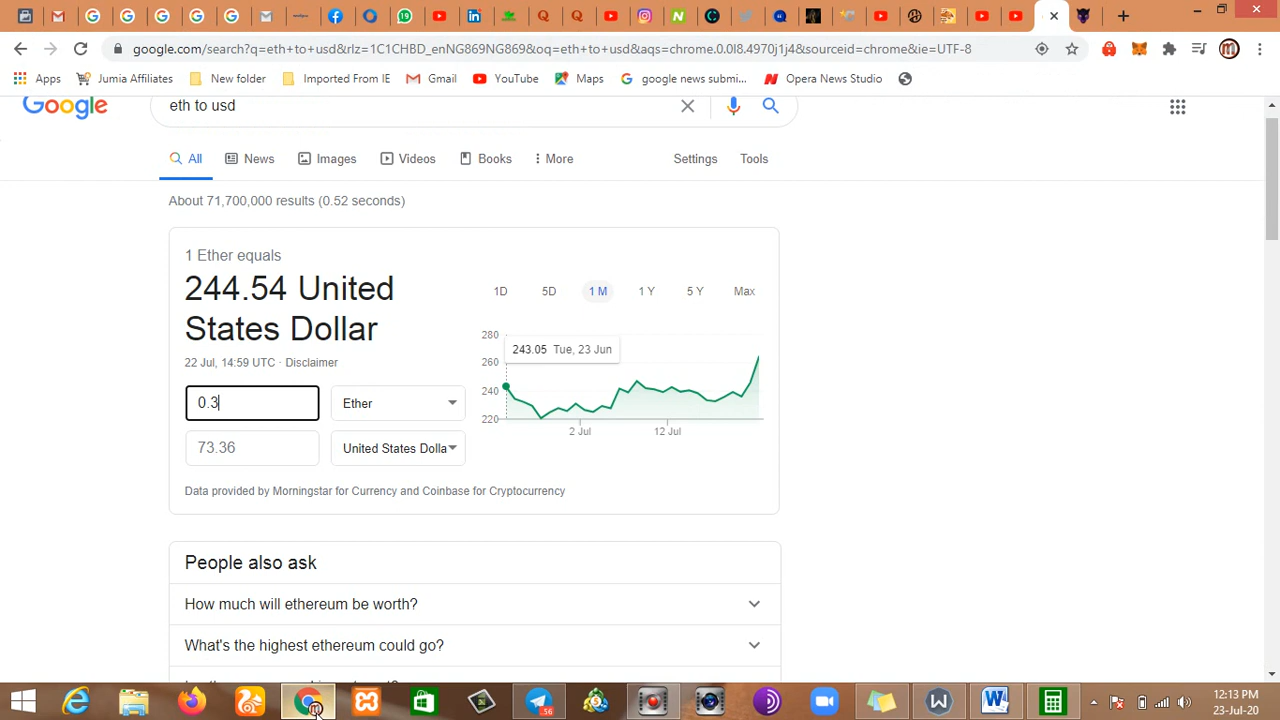 google.com/search?q=eth+to+usd&rlz=1C1CHBD_enNG869NG869&oq=eth+to+usd&aqs=chrome.0.0l8.4970j1j4&sourceid=chrome&ie=UTF-8
Apps Jumia Affiliates New folder Imported From IE Gmail YouTube Maps google news submi... Opera News Studio
Google eth to usd
All News Images Videos Books More Settings Tools
About 71,700,000 results (0.52 seconds)
1 Ether equals
244.54 United
States Dollar
22 Jul, 14:59 UTC · Disclaimer
0.3 Ether
73.36 United States Dolla
1D 5D 1 M 1 Y 5 Y Max
280
260
240
220
243.05 Tue, 23 Jun
2 Jul 12 Jul
Data provided by Morningstar for Currency and Coinbase for Cryptocurrency
People also ask
How much will ethereum be worth?
What's the highest ethereum could go?
56
12:13 PM
23-Jul-20